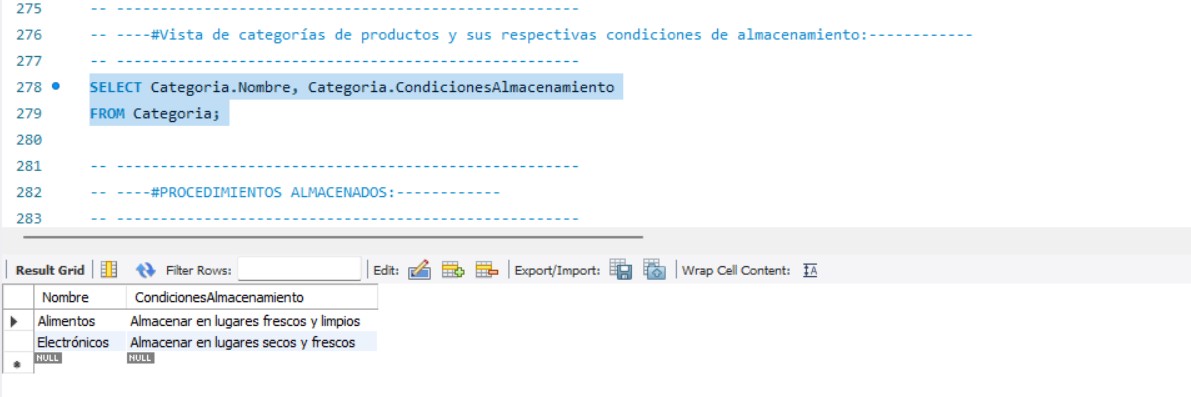 275 -- -----------------------------------------------------
276 -- ----#Vista de categorías de productos y sus respectivas condiciones de almacenamiento:------------
277 -- -----------------------------------------------------
278 SELECT Categoria.Nombre, Categoria.CondicionesAlmacenamiento
279 FROM Categoria;
280
281 -- -----------------------------------------------------
282 -- ----#PROCEDIMIENTOS ALMACENADOS:------------
283 -- -----------------------------------------------------
Result Grid Filter Rows: Edit: Export/Import: Wrap Cell Content: IA
Nombre CondicionesAlmacenamiento
Alimentos Almacenar en lugares frescos y limpios
Electrónicos Almacenar en lugares secos y frescos
NULL NULL